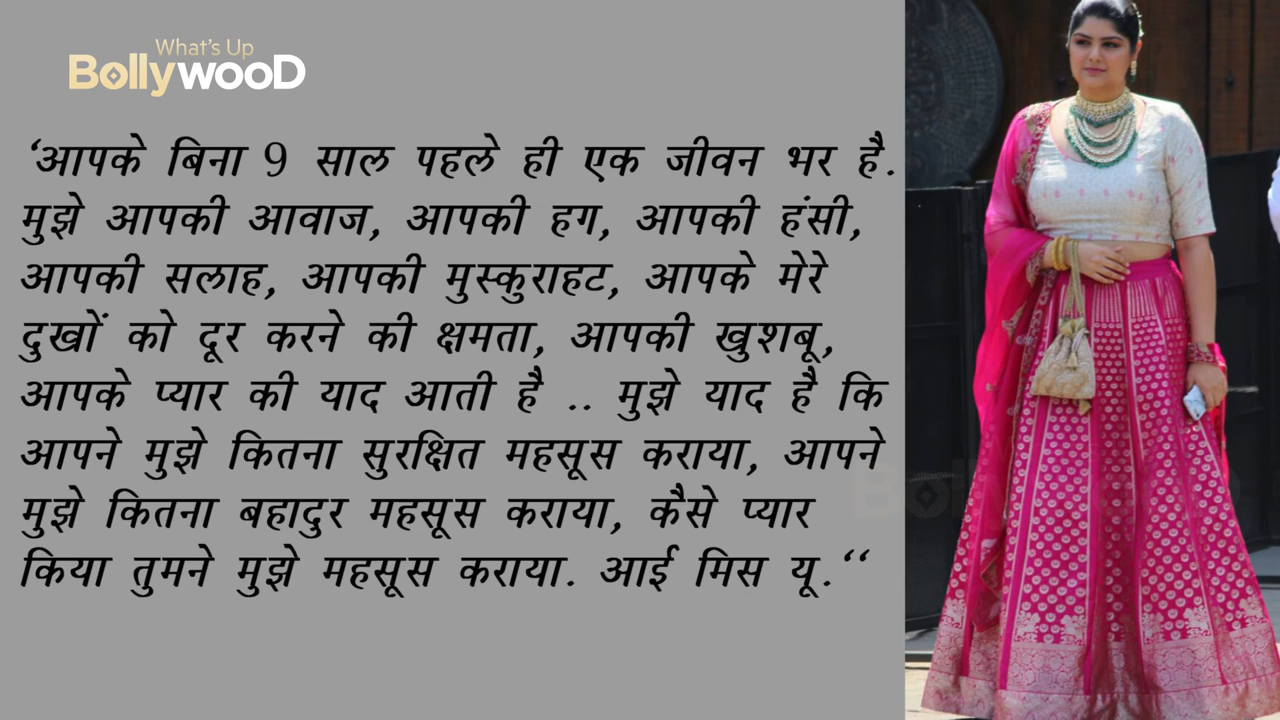 What's Up
BollywooD
‘आपके बिना 9 साल पहले ही एक जीवन भर है.
मुझे आपकी आवाज, आपकी हग, आपकी हंसी,
आपकी सलाह, आपकी मुस्कुराहट, आपके मेरे
दुखों को दूर करने की क्षमता, आपकी खुशबू,
आपके प्यार की याद आती है .. मुझे याद है कि
आपने मुझे कितना सुरक्षित महसूस कराया, आपने
मुझे कितना बहादुर महसूस कराया, कैसे प्यार
किया तुमने मुझे महसूस कराया. आई मिस यू.‘‘